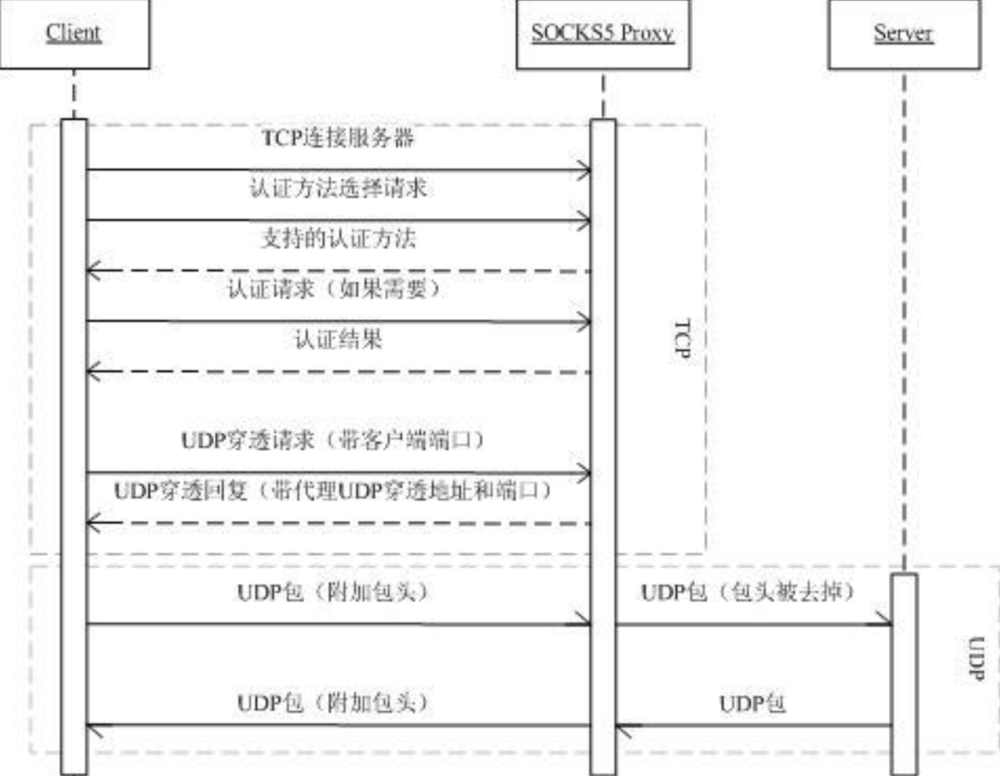 Client
SOCKS5 Proxy
Server
TCP连接服务器
认证方法选择请求
支持的认证方法
认证请求（如果需要）
认证结果
TCP
UDP穿透请求（带客户端端口）
UDP穿透回复（带代理UDP穿透地址和端口）
UDP包（附加包头）
UDP包（包头被去掉）
UDP
UDP包（附加包头）
UDP包